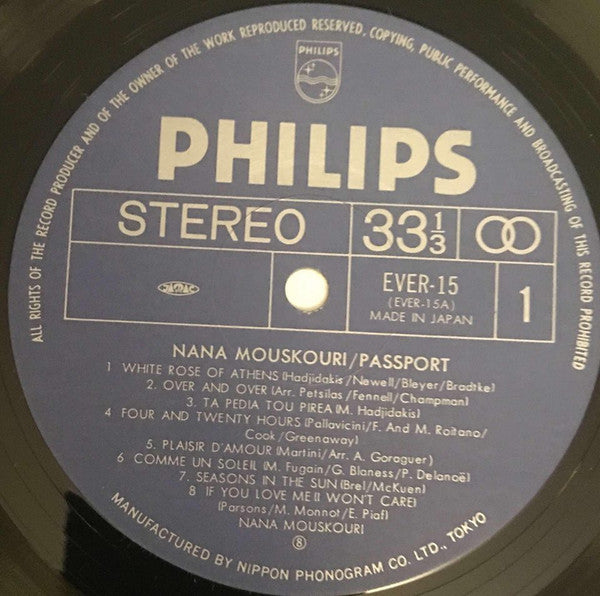 ALL RIGHTS OF THE RECORD PRODUCER AND OF THE OWNER OF THE WORK REPRODUCED RESERVED. COPYING, PUBLIC PERFORMANCE AND BROADCASTING OF THIS RECORD PROHIBITED
PHILIPS
PHILIPS
STEREO
33 1/3
JASRAC
EVER-15
(EVER-15A)
MADE IN JAPAN
1
NANA MOUSKOURI/PASSPORT
1 WHITE ROSE OF ATHENS (Hadjidakis/Newell/Bleyer/Bradtke)
2. OVER AND OVER (Arr. Petsilas/Fennell/Champman)
3. TA PEDIA TOU PIREA (M. Hadjidakis)
4 FOUR AND TWENTY HOURS (Pallavicini/F. And M. Roitano/
Cook/Greenaway)
5. PLAISIR D'AMOUR (Martini/Arr. A. Goraguer)
6 COMME UN SOLEIL (M. Fugain/G. Blaness/P. Delanoë)
7. SEASONS IN THE SUN (Brel/McKuen)
8 IF YOU LOVE ME (I WON'T CARE)
(Parsons/M. Monnot/E. Piaf)
NANA MOUSKOURI
⑧
MANUFACTURED BY NIPPON PHONOGRAM CO. LTD., TOKYO